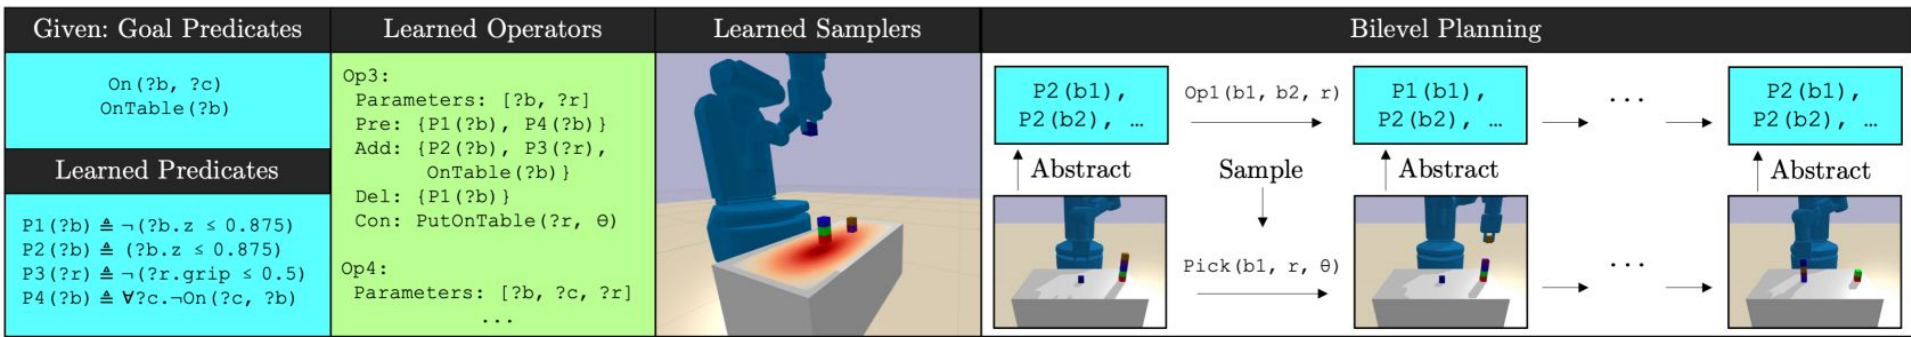 Given: Goal Predicates
On(?b, ?c)
OnTable(?b)
Learned Predicates
P1(?b) ≜ ¬(?b.z ≤ 0.875)
P2(?b) ≜ (?b.z ≤ 0.875)
P3(?r) ≜ ¬(?r.grip ≤ 0.5)
P4(?b) ≜ ∀?c.¬On(?c, ?b)
Learned Operators
Op3:
Parameters: [?b, ?r]
Pre: {P1(?b), P4(?b)}
Add: {P2(?b), P3(?r),
OnTable(?b)}
Del: {P1(?b)}
Con: PutOnTable(?r, θ)
Op4:
Parameters: [?b, ?c, ?r]
...
Learned Samplers
Bilevel Planning
P2(b1),
P2(b2), …
Op1(b1, b2, r)
P1(b1),
P2(b2), …
...
P2(b1),
P2(b2), …
Abstract
Sample
Abstract
Abstract
Pick(b1, r, θ)
...